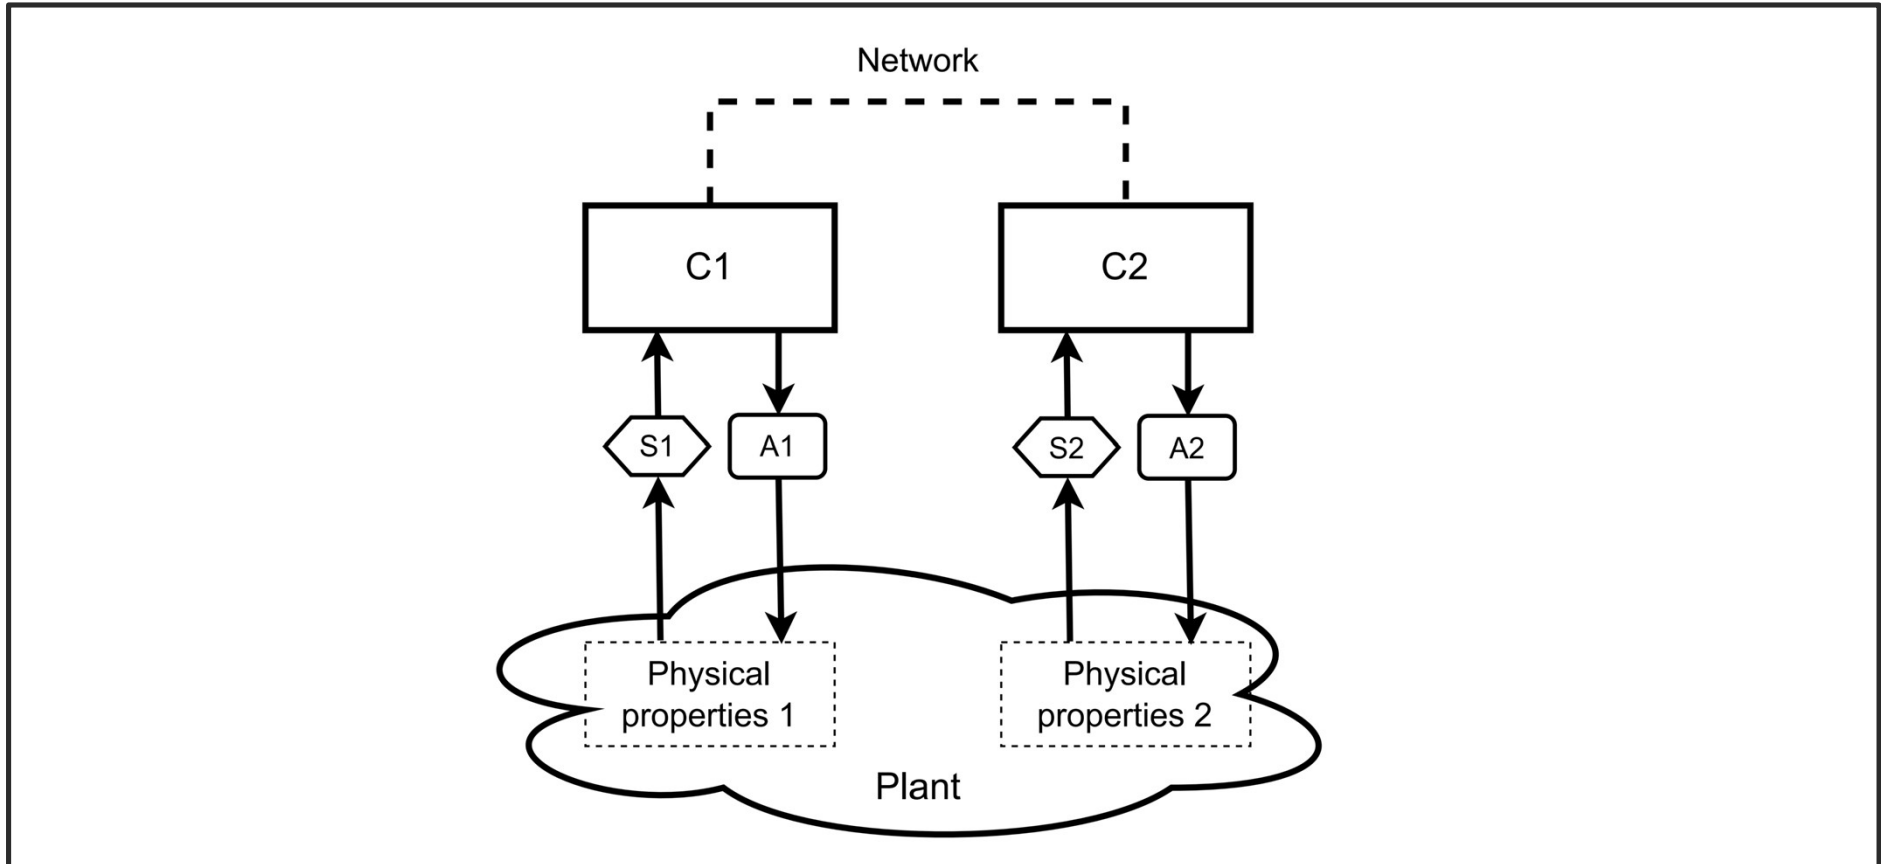 Network
C1
C2
S1
A1
S2
A2
Physical
properties 1
Physical
properties 2
Plant